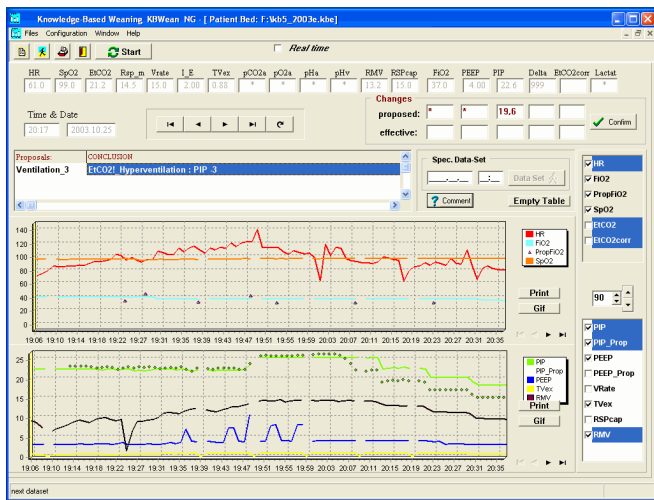 Knowledge-Based Weaning KBWean NG - [ Patient Bed: F:\kb5_2003e.kbe]
Files Configuration Window Help
Start
Real time
HR SpO2 EtCO2 Rsp_m Vrate I_E TVex pCO2a pO2a pHa pHv RMV RSPcap FiO2 PEEP PIP Delta EtCO2corr Lactat
61.0 99.0 21.2 14.5 15.0 2.00 0.88 * * * * 13.2 15.0 37.0 4.00 22.6 999 *
Changes
proposed: * * 19,6
Confirm
effective:
Time & Date
20:17 2003.10.25
Proposals: CONCLUSION
Ventilation_3 EtCO2!_Hyperventilation : PIP 3
Spec. Data-Set
__.__.__ __:__ Data Set
? Comment Empty Table
HR
FiO2
PropFiO2
SpO2
EtCO2
EtCO2corr
140
120
100
80
60
40
20
0
19:06 19:10 19:14 19:18 19:22 19:27 19:31 19:35 19:39 19:43 19:47 19:51 19:55 19:59 20:03 20:07 20:11 20:15 20:19 20:23 20:27 20:31 20:35
HR
FiO2
PropFiO2
SpO2
Print
Gif
90
25
20
15
10
5
0
19:06 19:10 19:14 19:18 19:22 19:27 19:31 19:35 19:39 19:43 19:47 19:51 19:55 19:59 20:03 20:07 20:11 20:15 20:19 20:23 20:27 20:31 20:35
PIP
PIP_Prop
PEEP
TVex
RMV
Print
Gif
PIP
PIP_Prop
PEEP
PEEP_Prop
VRate
TVex
RSPcap
RMV
next dataset